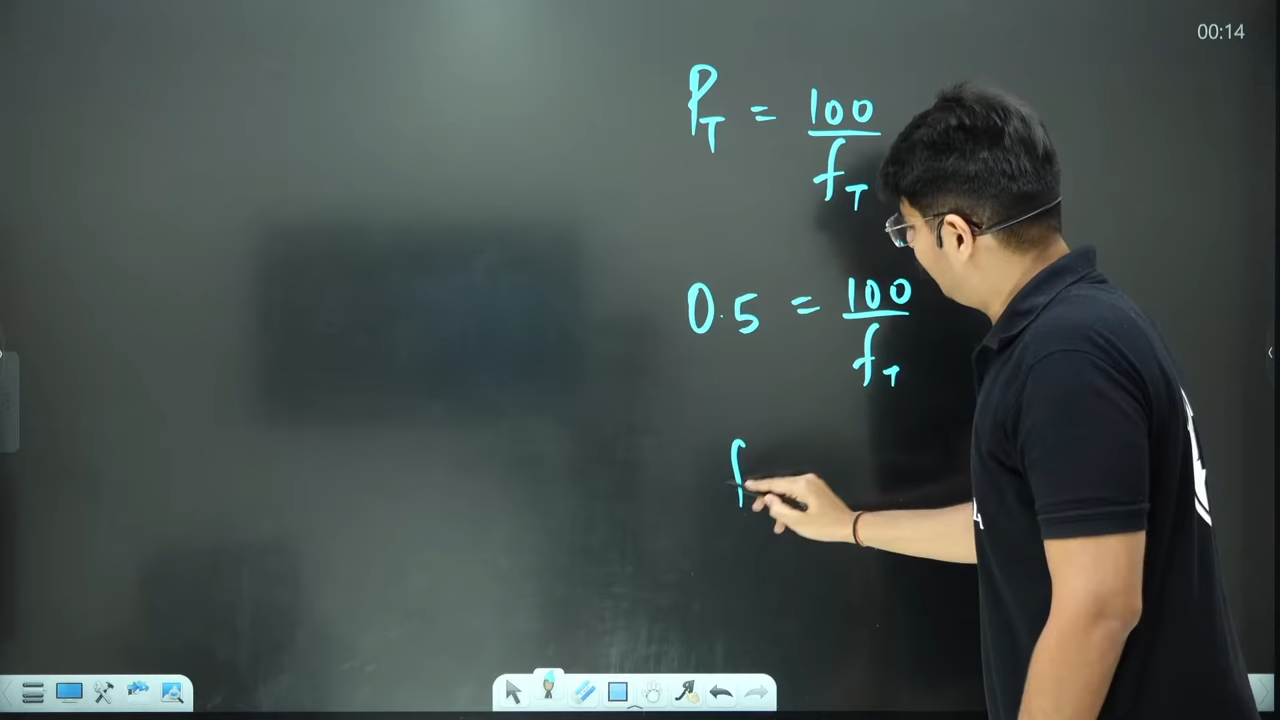 00:14
P_T = 100/f_T
0.5 = 100/f_T
f